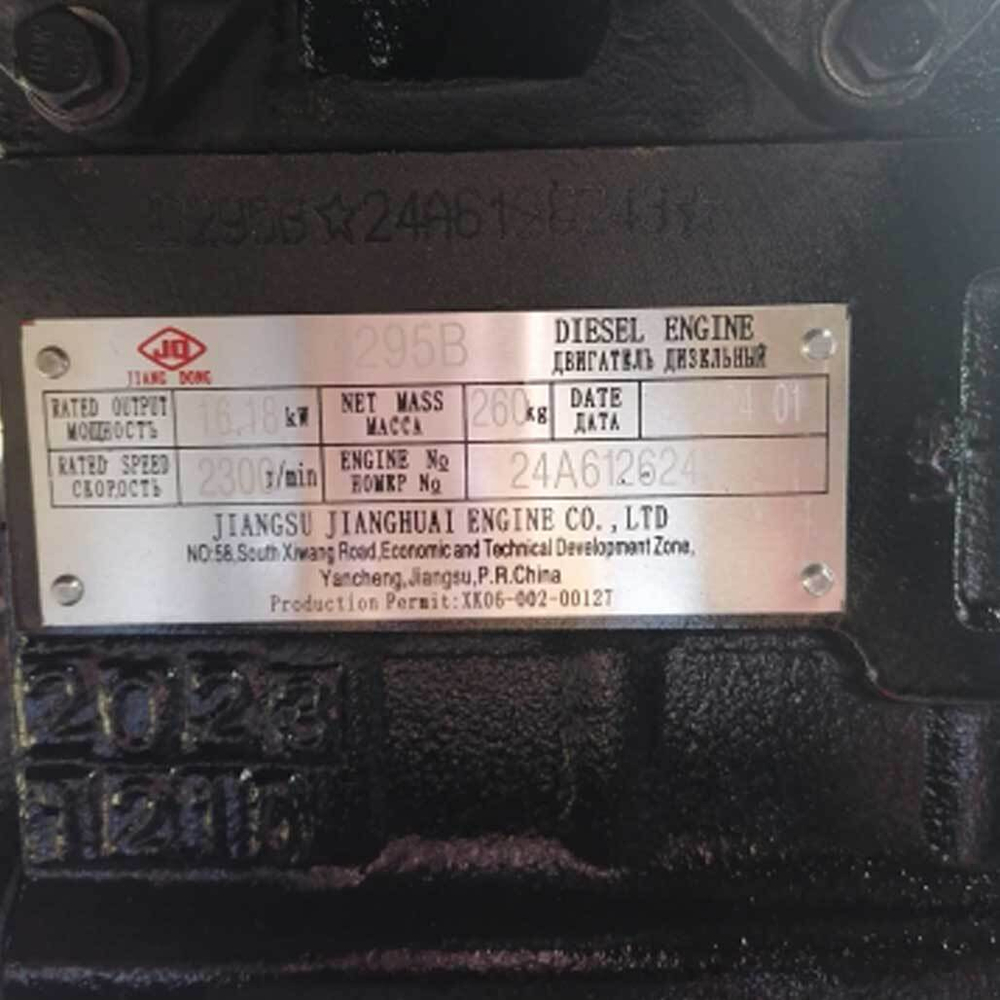 295B☆24A61
JD
JIANG DONG
295B
DIESEL ENGINE
ДВИГАТЕЛЬ ДИЗЕЛЬНЫЙ
RATED OUTPUT
МОЩНОСТЬ
16.18 kW
NET MASS
МАССА
260 kg
DATE
ДАТА
01
RATED SPEED
СКОРОСТЬ
2300 r/min
ENGINE No
НОМКР No
24A612624
JIANGSU JIANGHUAI ENGINE CO.,LTD
NO:58,South Xiwang Road,Economic and Technical Development Zone,
Yancheng,Jiangsu,P.R.China
Production Permit:XK06-002-00127
2023